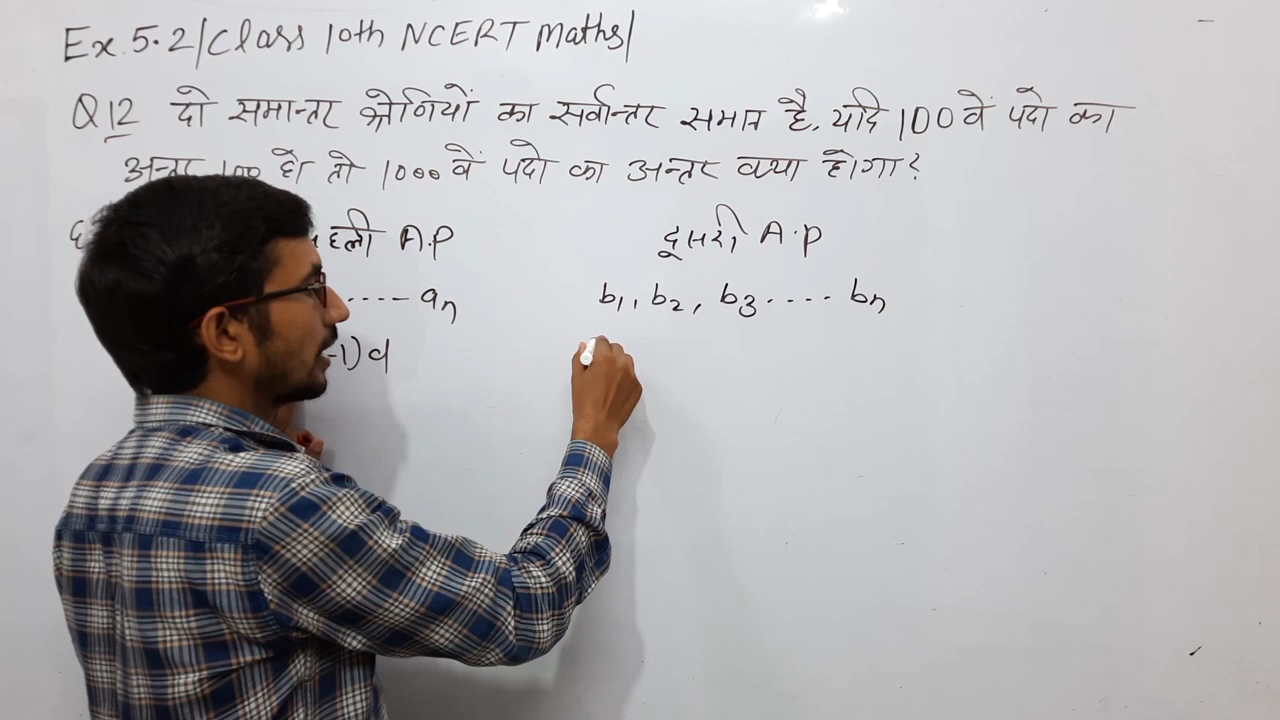 Ex. 5.2/Class 10th NCERT Maths/
Q12 दो समान्तर श्रेणियों का सर्वान्तर समान है. यदि 100 वें पदो का
अन्तर 100 हो तो 1000 वें पदो का अन्तर क्या होगा?
हली A.P दूसरी A.P
.... an b1, b2, b3 .... bn
-1)d